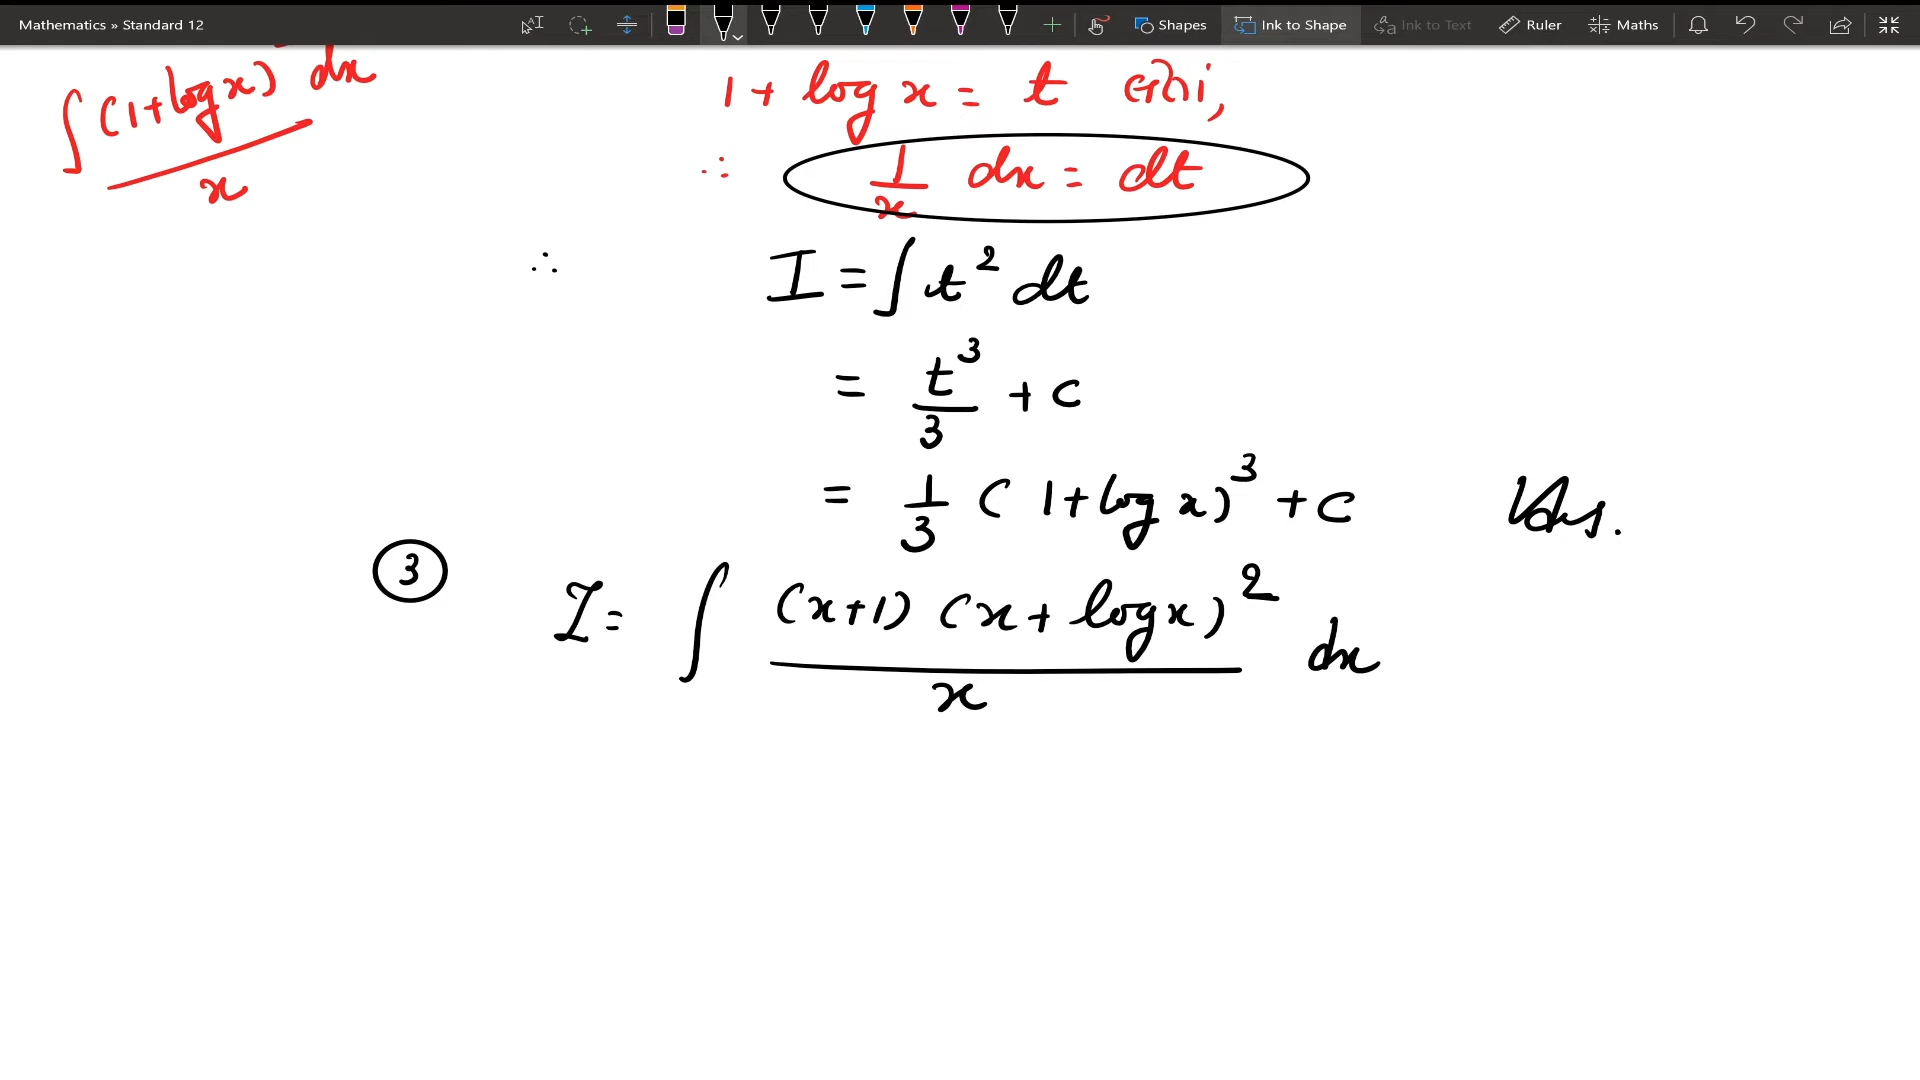 Mathematics » Standard 12
Shapes Ink to Shape Ink to Text Ruler Maths
∫ (1+log x)² dx / x
1 + log x = t લેતાં,
∴ 1/x dx = dt
∴ I = ∫ t² dt
= t³/3 + c
= 1/3 (1+log x)³ + c Ans.
③ I = ∫ (x+1) (x + log x)² / x dx